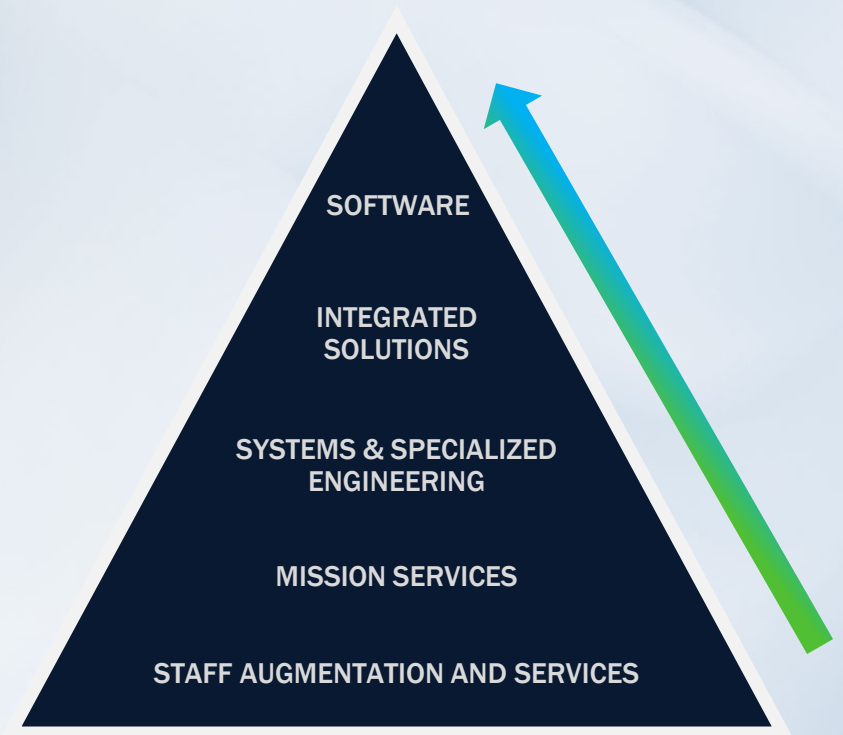 SOFTWARE
INTEGRATED
SOLUTIONS
SYSTEMS & SPECIALIZED
ENGINEERING
MISSION SERVICES
STAFF AUGMENTATION AND SERVICES